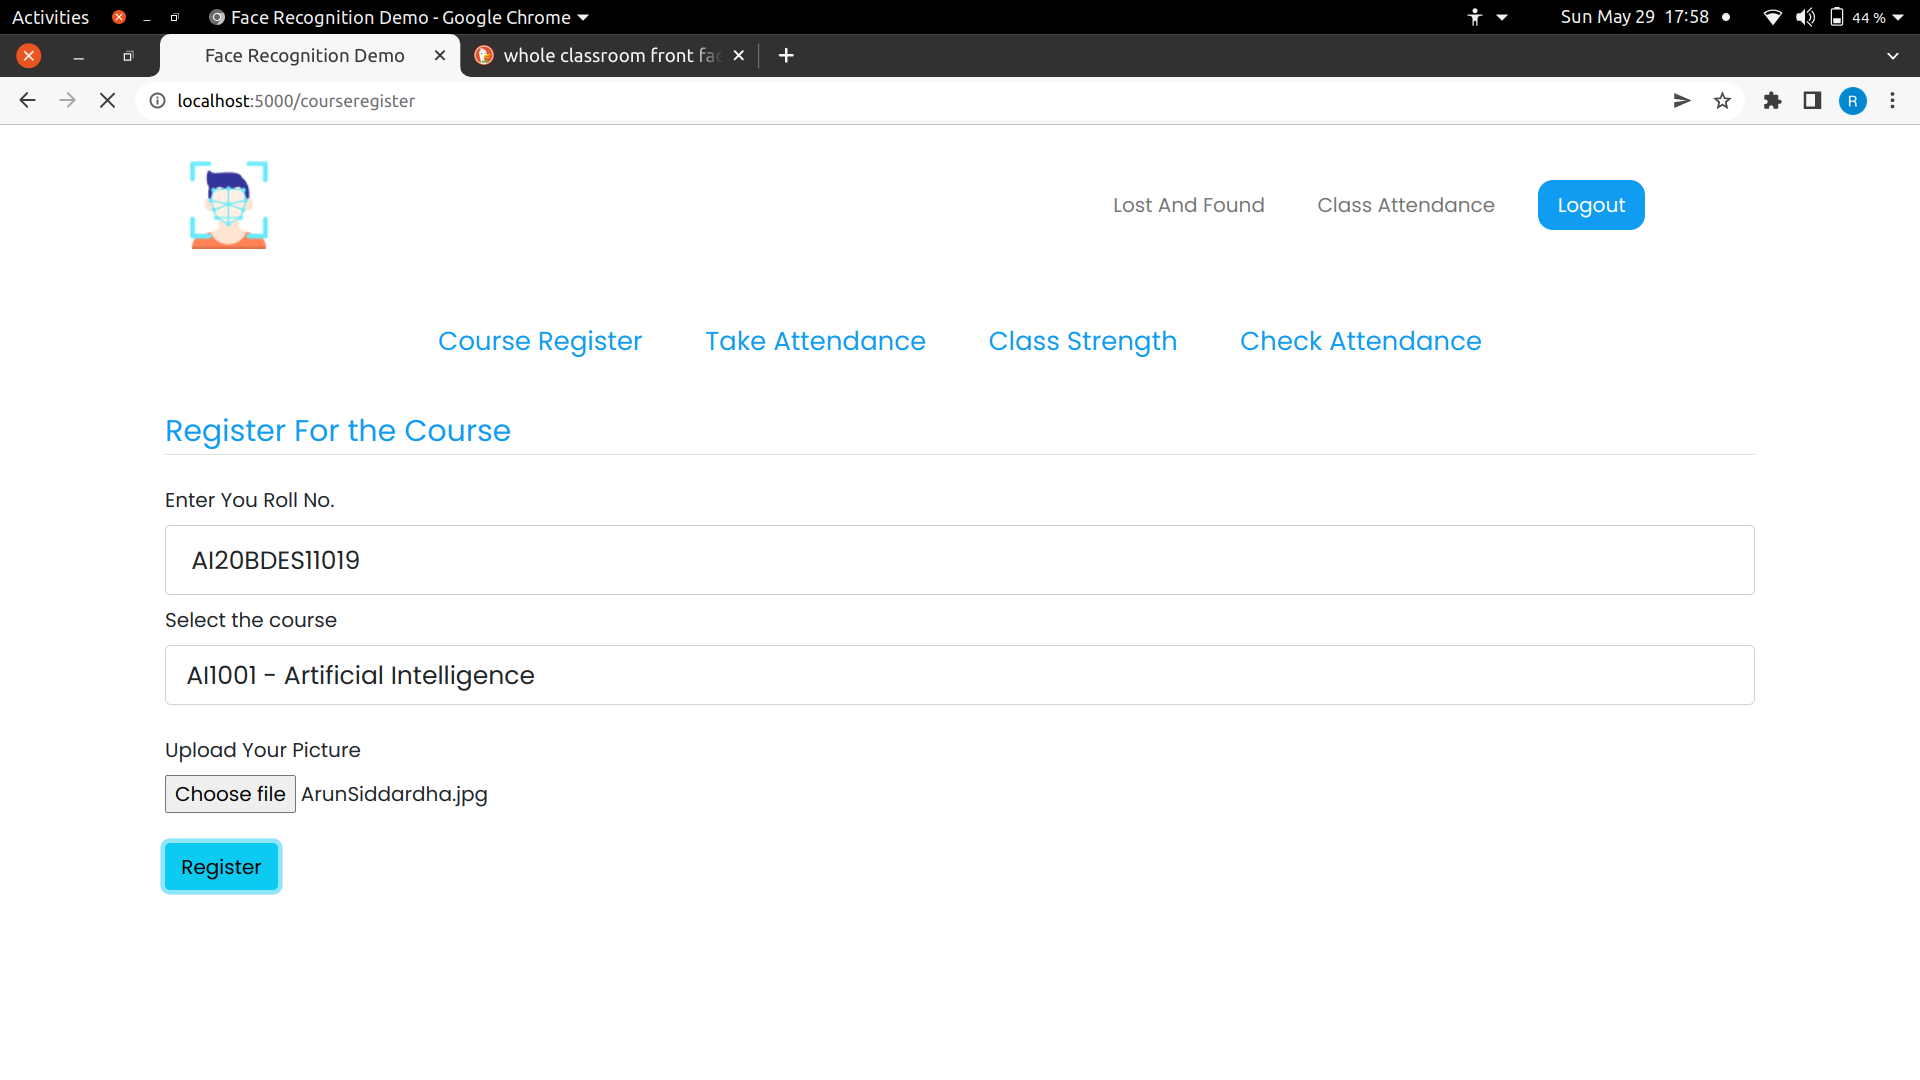 Activities Face Recognition Demo - Google Chrome Sun May 29 17:58 44 %
Face Recognition Demo whole classroom front fac
localhost:5000/courseregister R
Lost And Found Class Attendance Logout
Course Register Take Attendance Class Strength Check Attendance
Register For the Course
Enter You Roll No.
AI20BDES11019
Select the course
AI1001 - Artificial Intelligence
Upload Your Picture
Choose file ArunSiddardha.jpg
Register